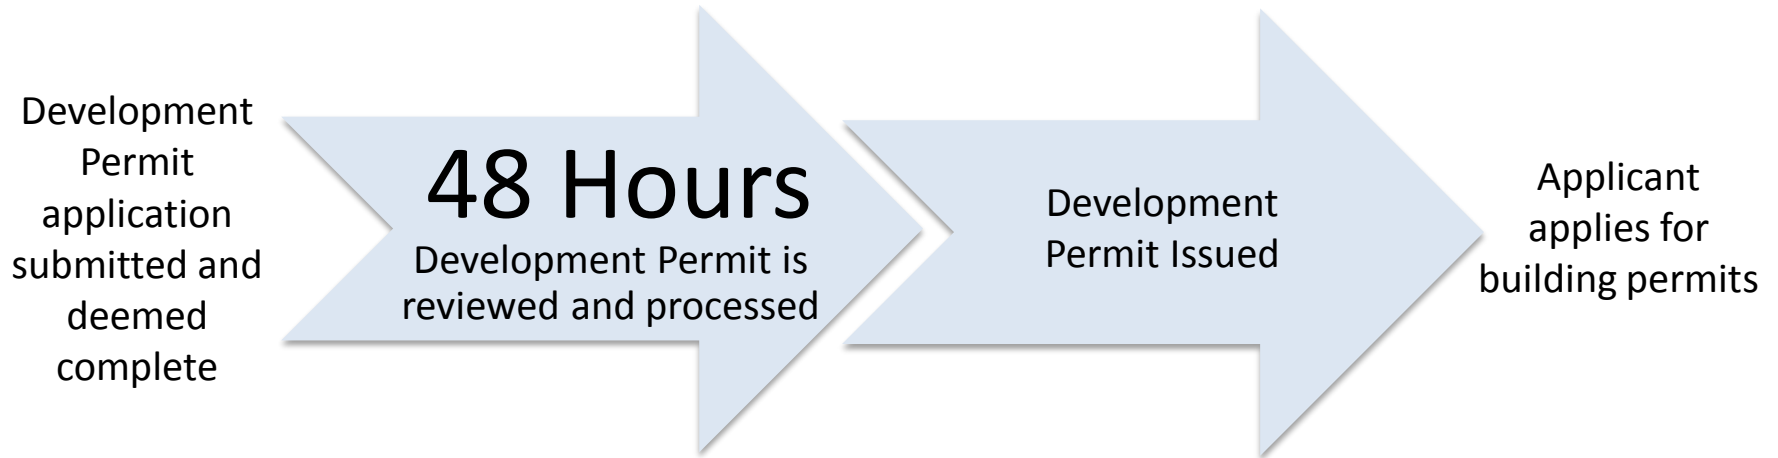 Development
Permit
application
submitted and
deemed
complete
48 Hours
Development Permit is
reviewed and processed
Development
Permit Issued
Applicant
applies for
building permits